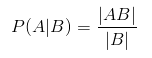 P(A|B) = |AB| / |B|